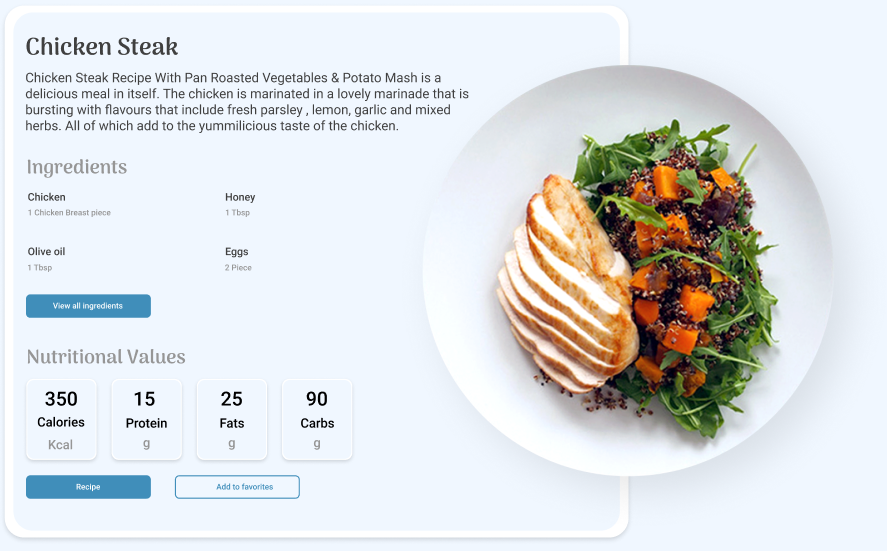 Chicken Steak
Chicken Steak Recipe With Pan Roasted Vegetables & Potato Mash is a
delicious meal in itself. The chicken is marinated in a lovely marinade that is
bursting with flavours that include fresh parsley , lemon, garlic and mixed
herbs. All of which add to the yummilicious taste of the chicken.
Ingredients
Chicken
1 Chicken Breast piece
Honey
1 Tbsp
Olive oil
1 Tbsp
Eggs
2 Piece
View all ingredients
Nutritional Values
350
Calories
Kcal
15
Protein
g
25
Fats
g
90
Carbs
g
Recipe
Add to favorites